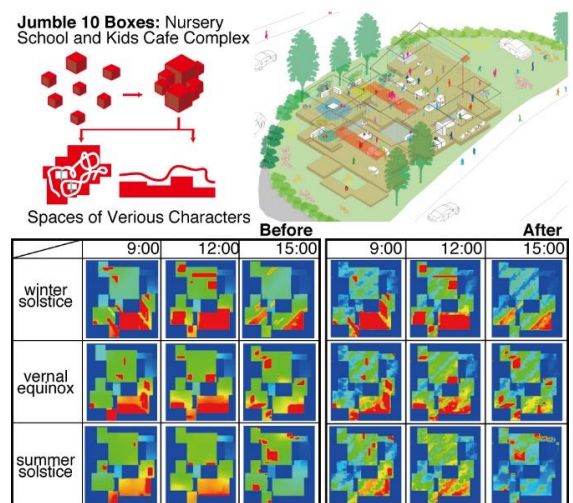 Jumble 10 Boxes: Nursery
School and Kids Cafe Complex
Spaces of Verious Characters
Before
After
9:00 12:00 15:00 9:00 12:00 15:00
winter
solstice
vernal
equinox
summer
solstice